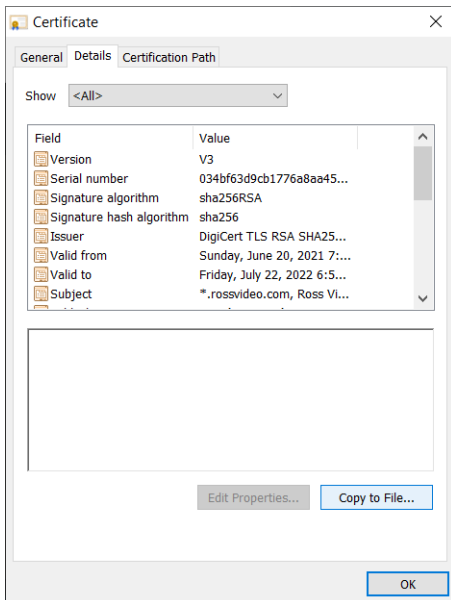 Certificate
General Details Certification Path
Show <All>
Field Value
Version V3
Serial number 034bf63d9cb1776a8aa45...
Signature algorithm sha256RSA
Signature hash algorithm sha256
Issuer DigiCert TLS RSA SHA25...
Valid from Sunday, June 20, 2021 7:...
Valid to Friday, July 22, 2022 6:5...
Subject *.rossvideo.com, Ross Vi...
Edit Properties... Copy to File...
OK